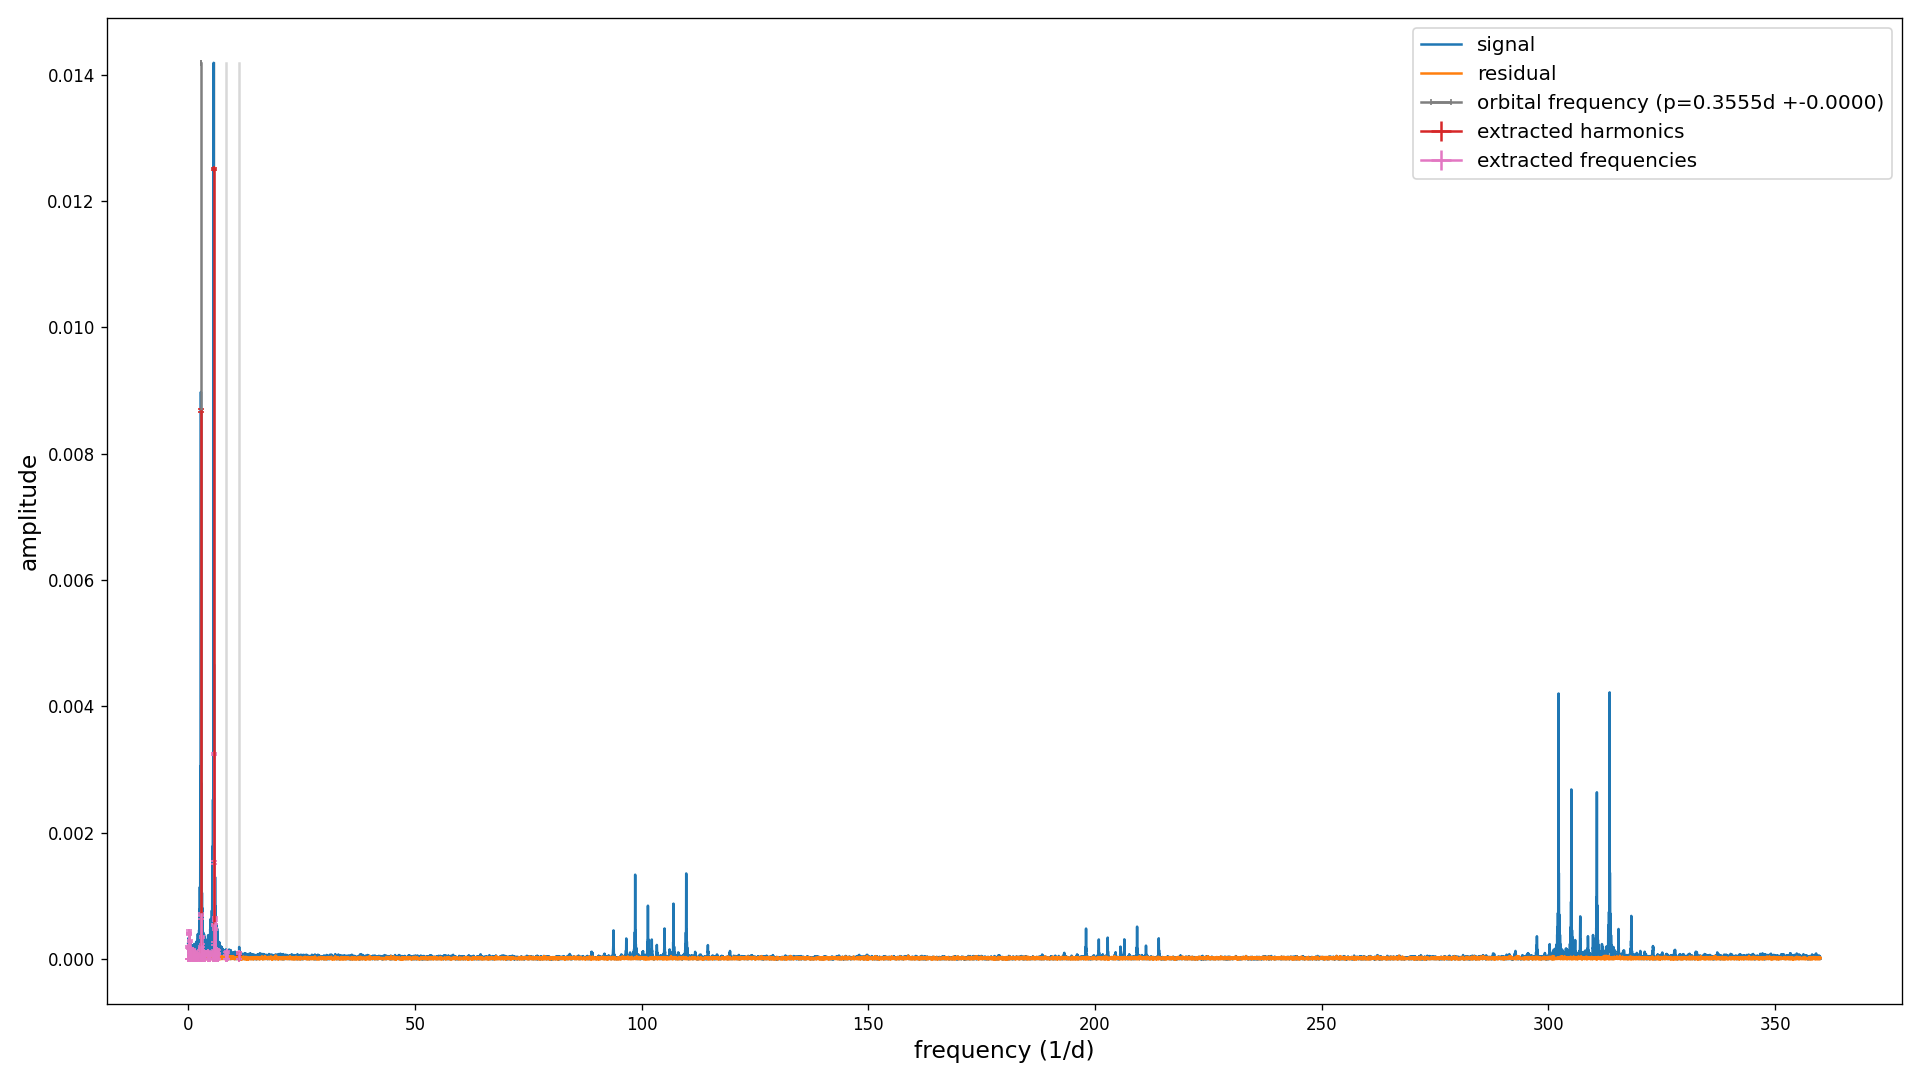 signal
residual
orbital frequency (p=0.3555d +-0.0000)
extracted harmonics
extracted frequencies
0.014
0.012
0.010
0.008
0.006
0.004
0.002
0.000
amplitude
0 50 100 150 200 250 300 350
frequency (1/d)